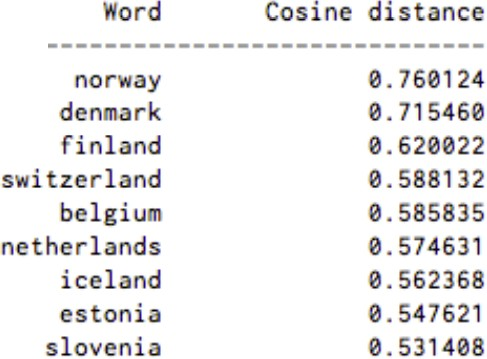 Word Cosine distance
norway 0.760124
denmark 0.715460
finland 0.620022
switzerland 0.588132
belgium 0.585835
netherlands 0.574631
iceland 0.562368
estonia 0.547621
slovenia 0.531408